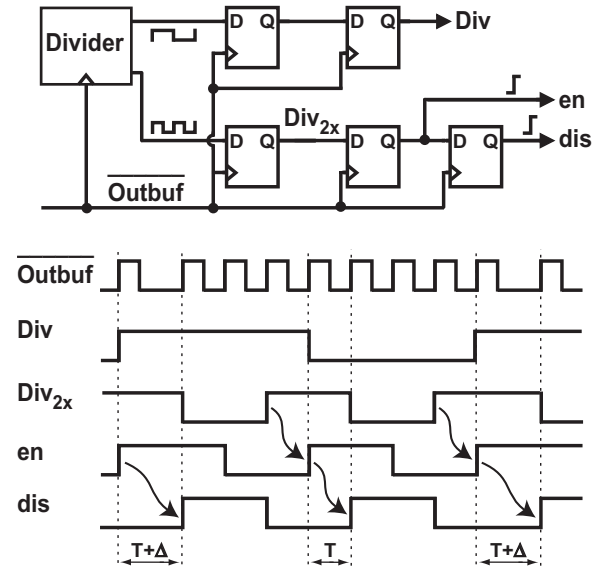 Divider
D Q
D Q
Div
en
Div2x
D Q
D Q
D Q
dis
Outbuf
Outbuf
Div
Div2x
en
dis
T+Δ
T
T+Δ